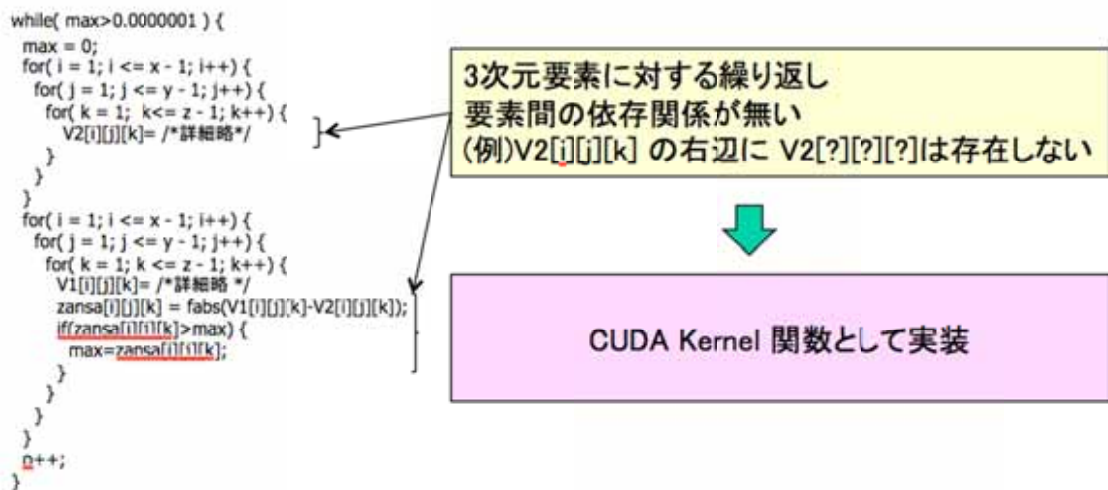 while( max>0.0000001 ) {
max = 0;
for( i = 1; i <= x - 1; i++) {
for( j = 1; j <= y - 1; j++) {
for( k = 1; k<= z - 1; k++) {
V2[i][j][k]= /*詳細略*/
}
}
}
for( i = 1; i <= x - 1; i++) {
for( j = 1; j <= y - 1; j++) {
for( k = 1; k <= z - 1; k++) {
V1[i][j][k]= /*詳細略 */
zansa[i][j][k] = fabs(V1[i][j][k]-V2[i][j][k]);
if(zansa[i][j][k]>max) {
max=zansa[i][j][k];
}
}
}
}
n++;
}
3次元要素に対する繰り返し
要素間の依存関係が無い
(例)V2[i][j][k] の右辺に V2[?][?][?]は存在しない
CUDA Kernel 関数として実装